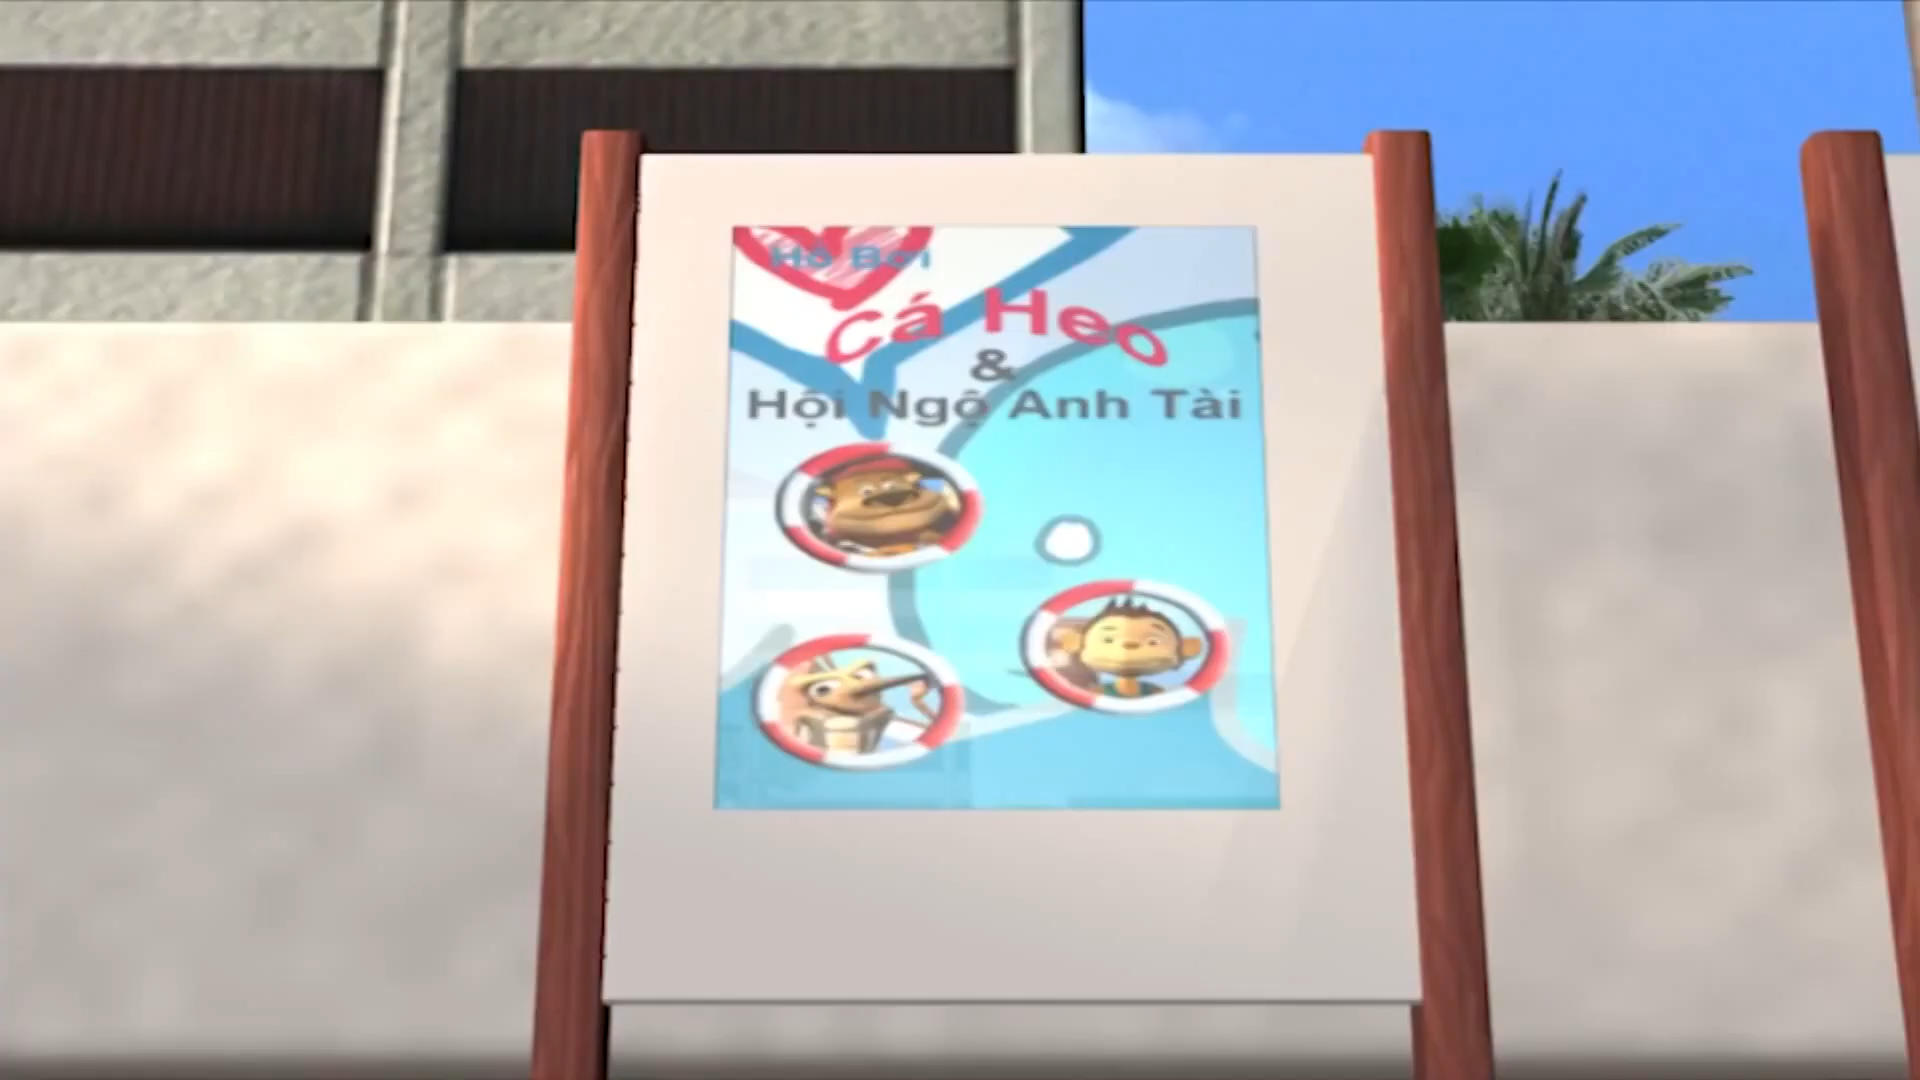 Hồ Bơi
Cá Heo
&
Hội Ngộ Anh Tài